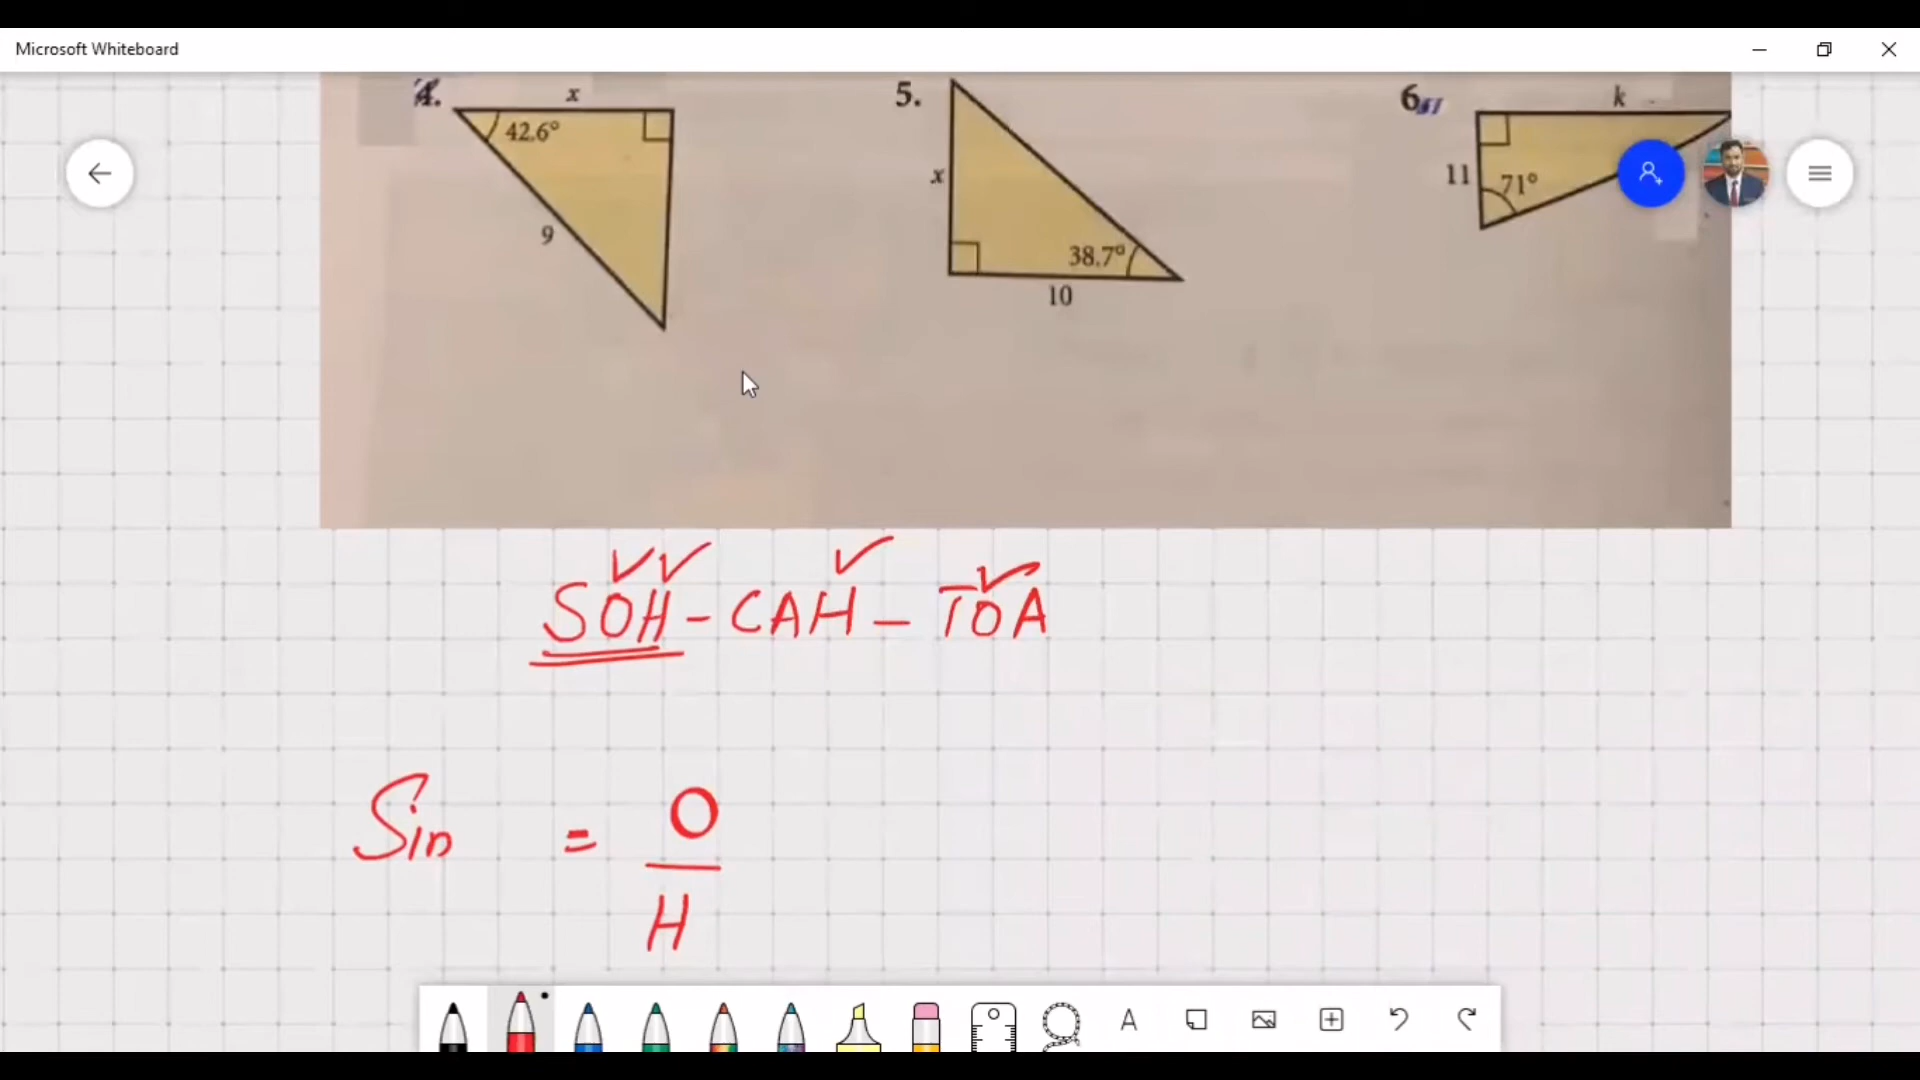 Microsoft Whiteboard
4. x 5. 6. k
42.6°
x 11 71°
9 38.7°
10
SOH - CAH - TOA
Sin = O
H
A